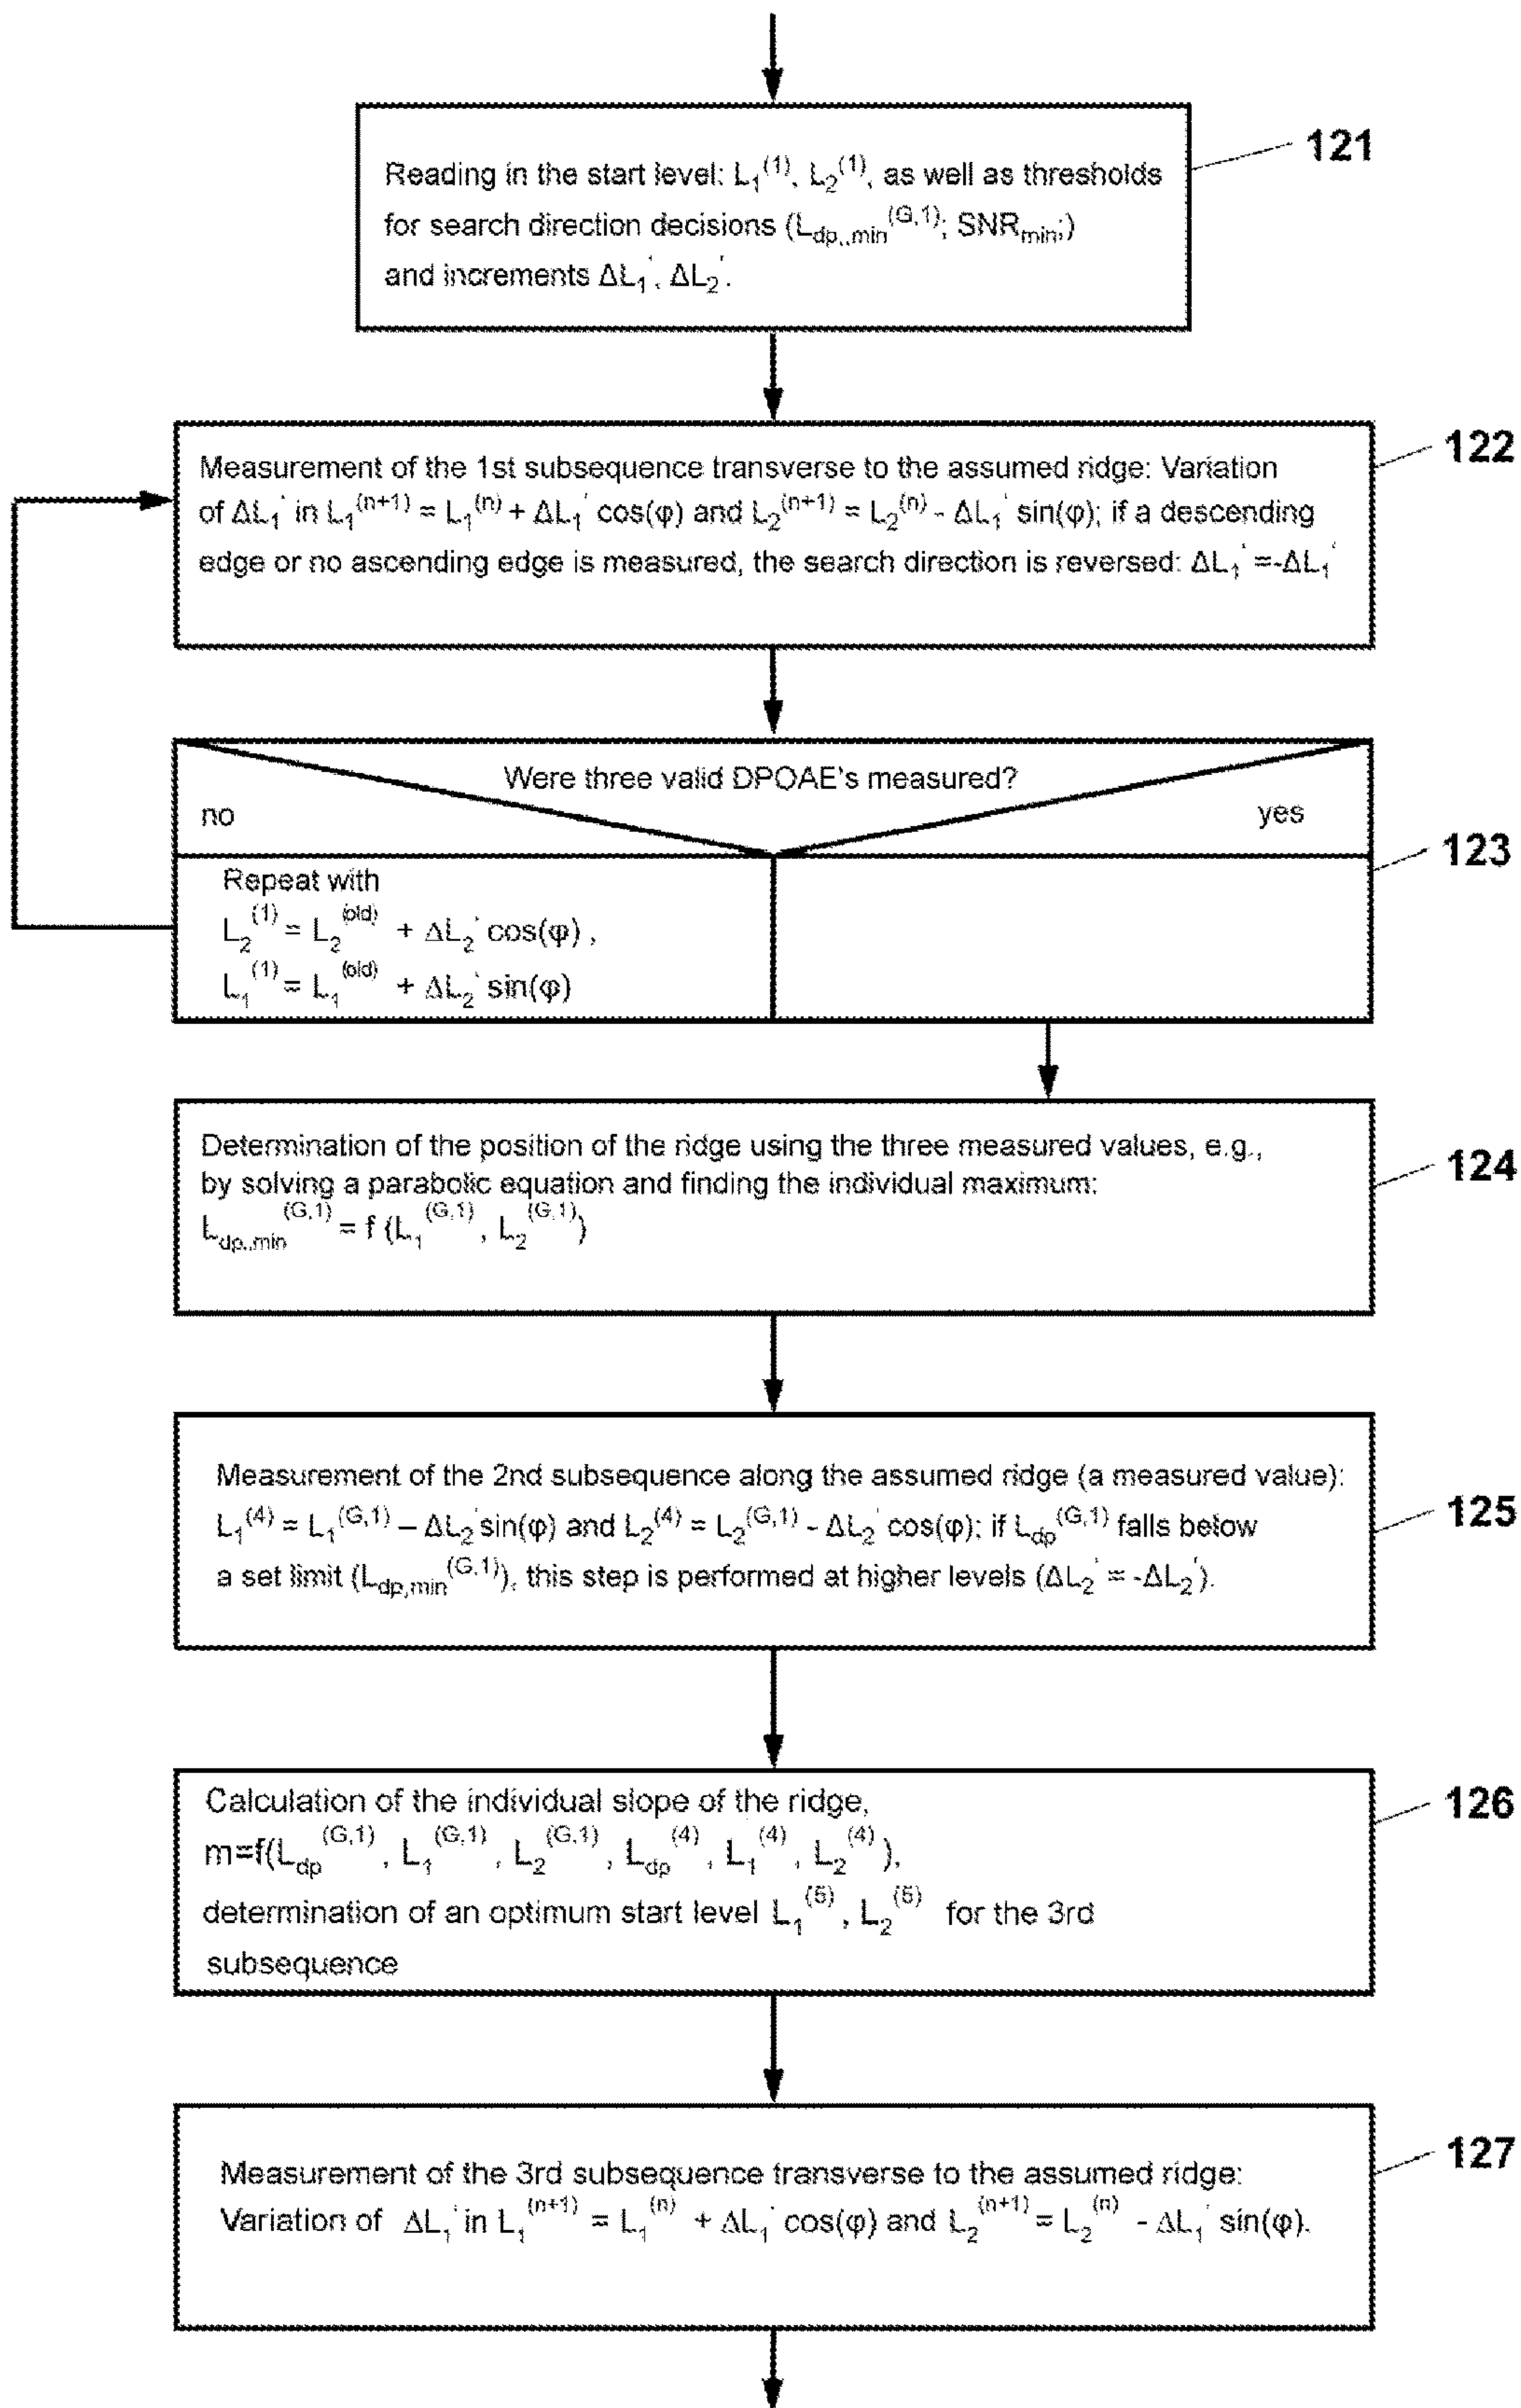 121
Reading in the start level: L₁⁽¹⁾, L₂⁽¹⁾, as well as thresholds
for search direction decisions (L_dp,,min^(G,1); SNR_min;)
and increments ΔL₁', ΔL₂'.
122
Measurement of the 1st subsequence transverse to the assumed ridge: Variation
of ΔL₁' in L₁^(n+1) = L₁^(n) + ΔL₁' cos(φ) and L₂^(n+1) = L₂^(n) - ΔL₁' sin(φ); if a descending
edge or no ascending edge is measured, the search direction is reversed: ΔL₁' =-ΔL₁'
Were three valid DPOAE's measured?
no
yes
123
Repeat with
L₂^(1) = L₂^(old) + ΔL₂' cos(φ) ,
L₁^(1) = L₁^(old) + ΔL₂' sin(φ)
124
Determination of the position of the ridge using the three measured values, e.g.,
by solving a parabolic equation and finding the individual maximum:
L_dp,,min^(G,1) = f (L₁^(G,1) , L₂^(G,1))
125
Measurement of the 2nd subsequence along the assumed ridge (a measured value):
L₁^(4) = L₁^(G,1) – ΔL₂' sin(φ) and L₂^(4) = L₂^(G,1) - ΔL₂' cos(φ); if L_dp^(G,1) falls below
a set limit (L_dp,min^(G,1)), this step is performed at higher levels (ΔL₂' = -ΔL₂').
126
Calculation of the individual slope of the ridge,
m=f(L_dp^(G,1), L₁^(G,1), L₂^(G,1), L_dp^(4), L₁^(4), L₂^(4)),
determination of an optimum start level L₁^(5) , L₂^(5) for the 3rd
subsequence
127
Measurement of the 3rd subsequence transverse to the assumed ridge:
Variation of ΔL₁' in L₁^(n+1) = L₁^(n) + ΔL₁' cos(φ) and L₂^(n+1) = L₂^(n) - ΔL₁' sin(φ).